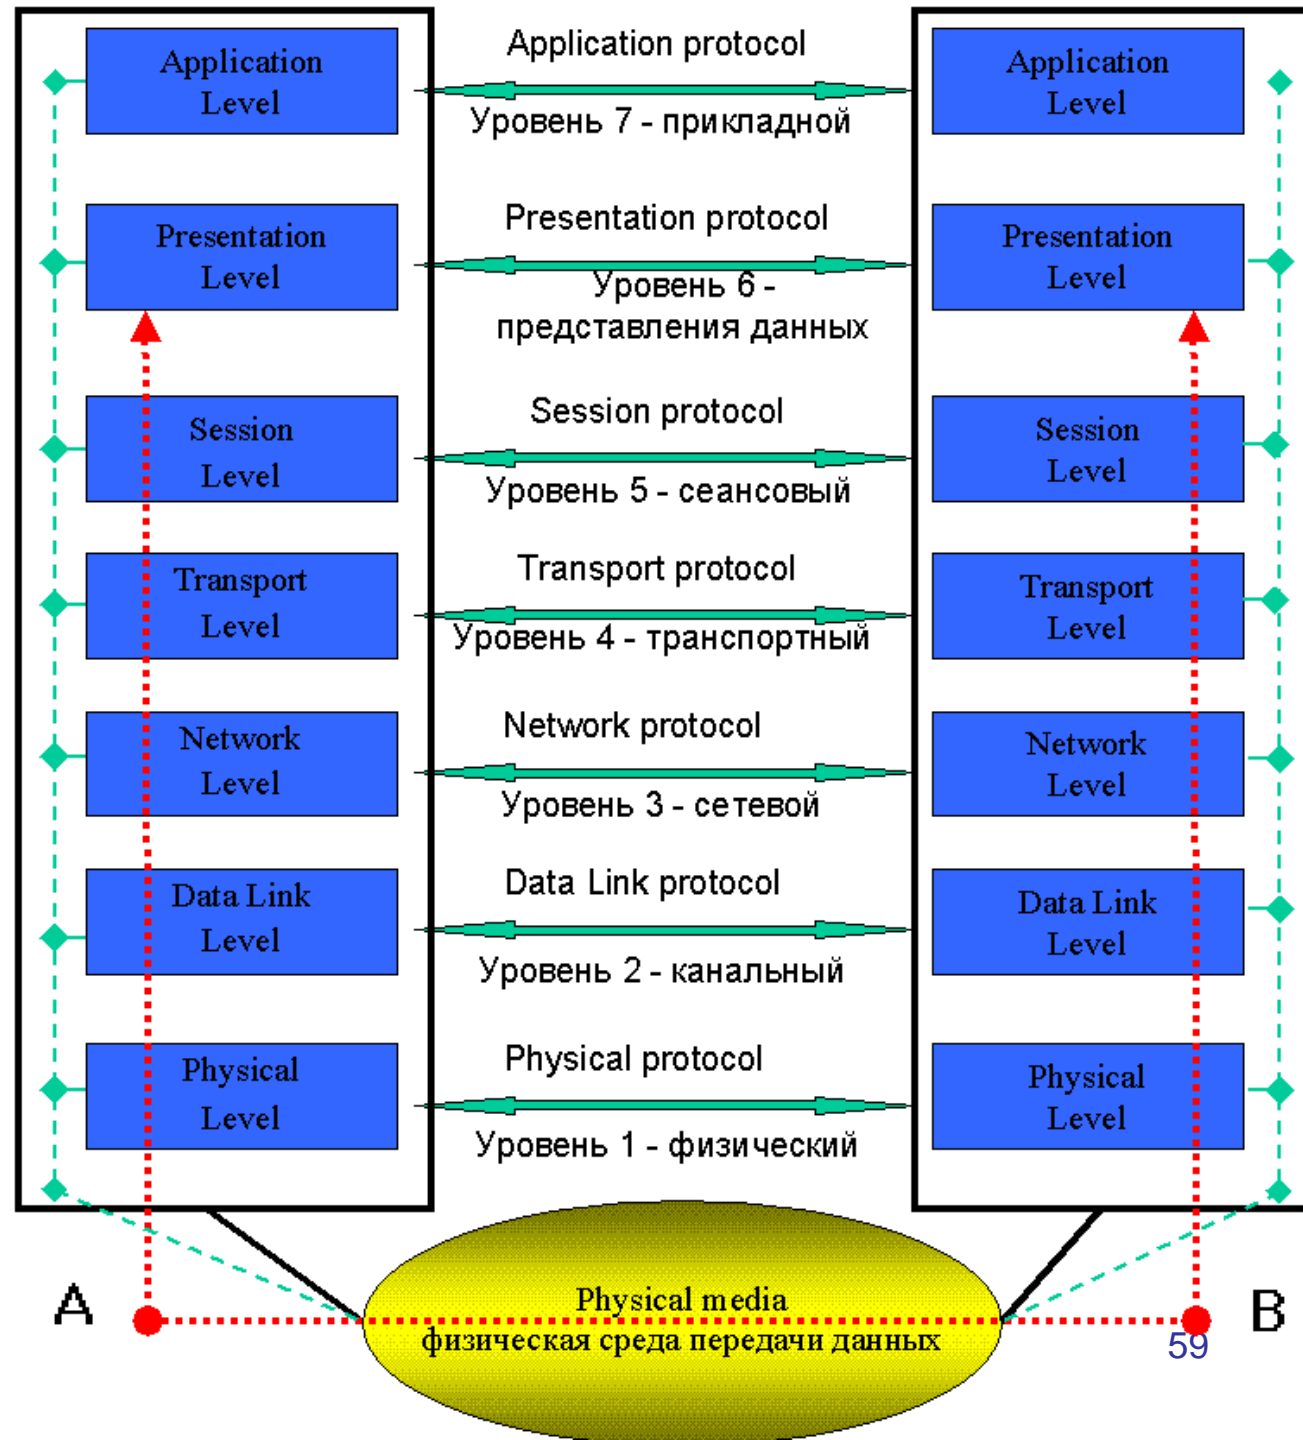 Application protocol
Application
Level
Application
Level
Уровень 7 - прикладной
Presentation protocol
Presentation
Level
Presentation
Level
Уровень 6 -
представления данных
Session protocol
Session
Level
Session
Level
Уровень 5 - сеансовый
Transport protocol
Transport
Level
Transport
Level
Уровень 4 - транспортный
Network protocol
Network
Level
Network
Level
Уровень 3 - сетевой
Data Link protocol
Data Link
Level
Data Link
Level
Уровень 2 - канальный
Physical protocol
Physical
Level
Physical
Level
Уровень 1 - физический
A
Physical media
физическая среда передачи данных
B
59